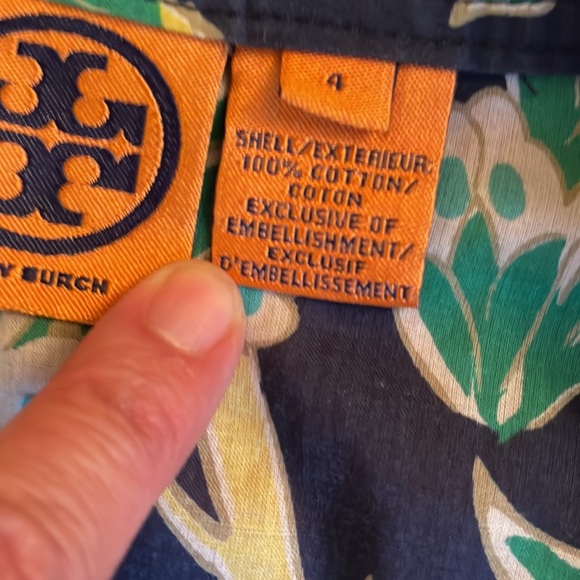 4
SHELL/EXTERIEUR:
100% COTTON/
COTON
EXCLUSIVE OF
EMBELLISHMENT/
EXCLUSIF
D'EMBELLISSEMENT
Y BURCH